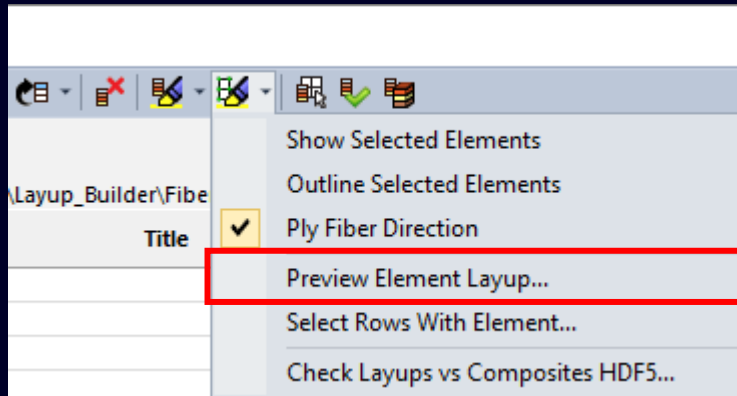 Show Selected Elements
Outline Selected Elements
\Layup_Builder\Fibe
Title
Ply Fiber Direction
Preview Element Layup...
Select Rows With Element...
Check Layups vs Composites HDF5...